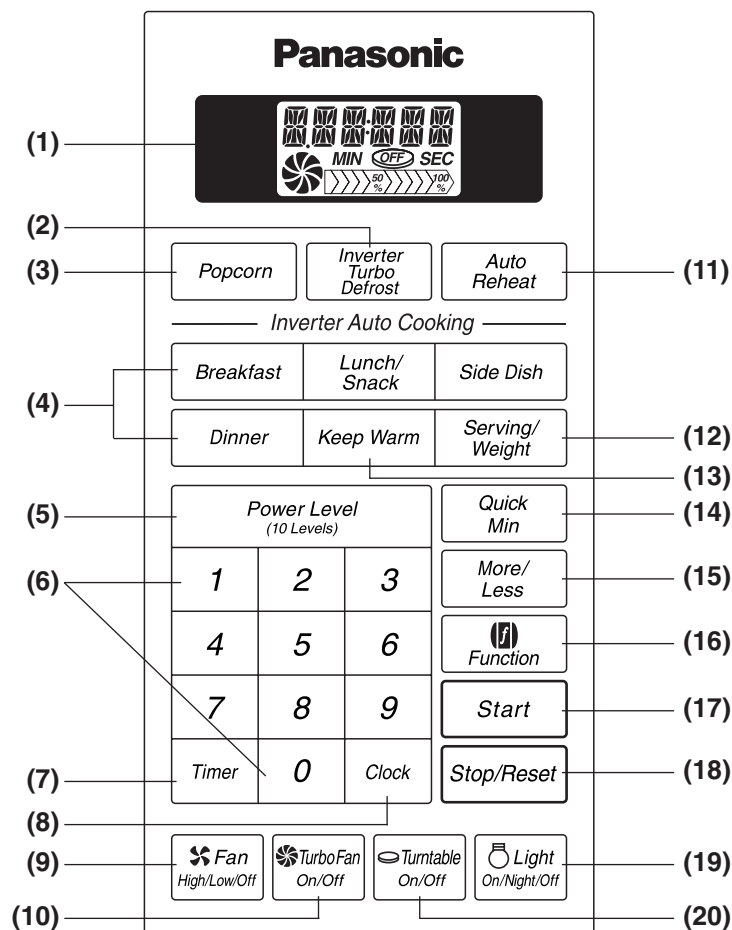 Panasonic
(1)
MIN OFF SEC
50 % 100 %
(2)
(3)
Popcorn
Inverter
Turbo
Defrost
Auto
Reheat
(11)
Inverter Auto Cooking
(4)
Breakfast
Lunch/
Snack
Side Dish
Dinner
Keep Warm
Serving/
Weight
(12)
(13)
(5)
Power Level
(10 Levels)
Quick
Min
(14)
(6)
1 2 3
More/
Less
(15)
4 5 6
f
Function
(16)
7 8 9
Start
(17)
(7)
Timer 0 Clock
Stop/Reset
(18)
(8)
(9)
Fan
High/Low/Off
Turbo Fan
On/Off
Turntable
On/Off
Light
On/Night/Off
(19)
(10)
(20)